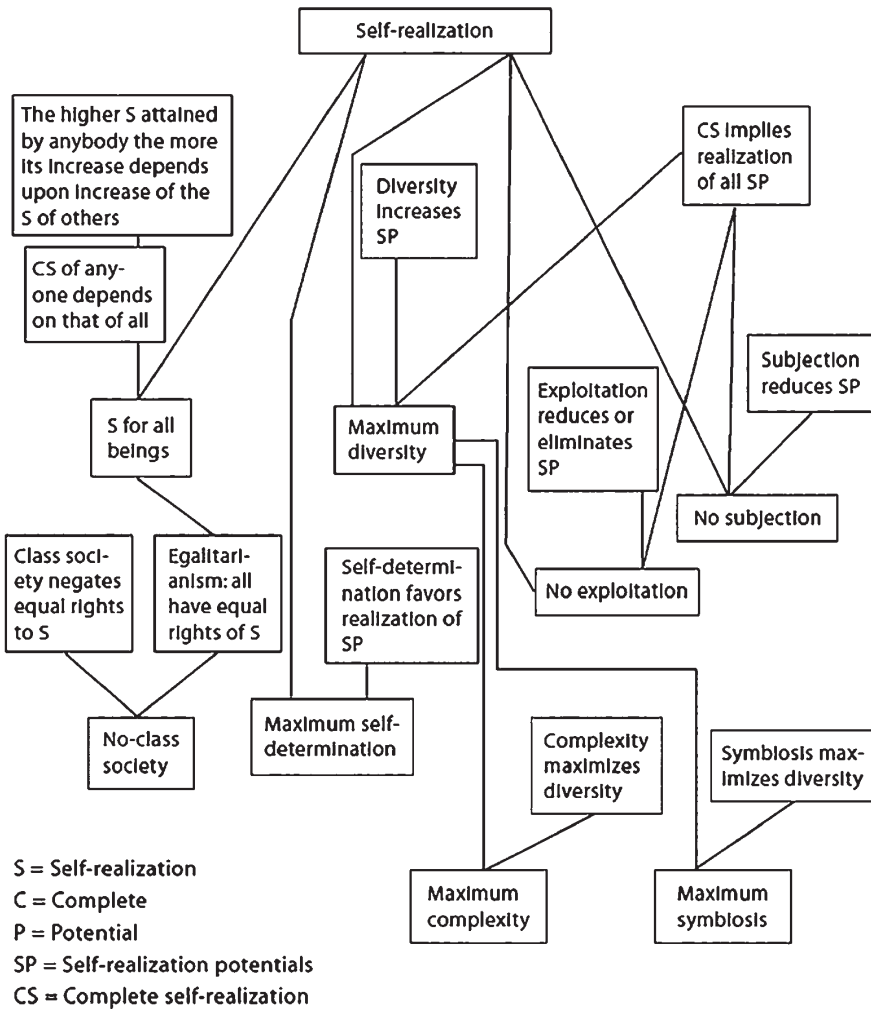 Self-realization
The higher S attained
by anybody the more
its increase depends
upon increase of the
S of others
CS implies
realization
of all SP
Diversity
increases
SP
CS of any-
one depends
on that of all
Subjection
reduces SP
Exploitation
reduces or
eliminates
SP
S for all
beings
Maximum
diversity
No subjection
Class soci-
ety negates
equal rights
to S
Egalitari-
anism: all
have equal
rights of S
Self-determi-
nation favors
realization of
SP
No exploitation
No-class
society
Maximum self-
determination
Complexity
maximizes
diversity
Symbiosis max-
imizes diversity
Maximum
complexity
Maximum
symbiosis
S = Self-realization
C = Complete
P = Potential
SP = Self-realization potentials
CS = Complete self-realization